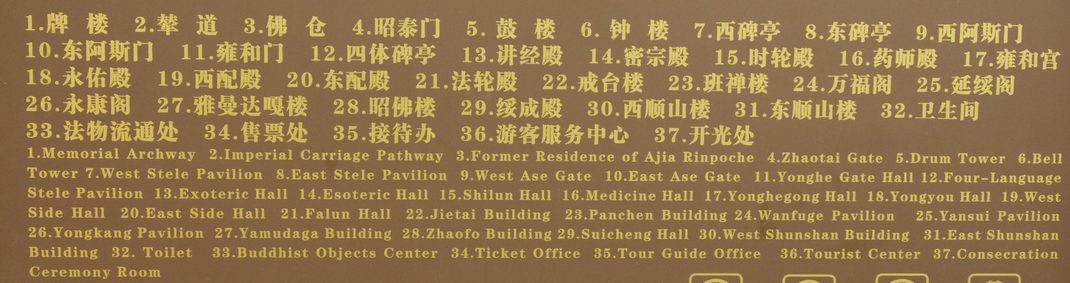 1.牌 楼 2.辇 道 3.佛 仓 4.昭泰门 5. 鼓 楼 6. 钟 楼 7.西碑亭 8.东碑亭 9.西阿斯门
10.东阿斯门 11.雍和门 12.四体碑亭 13.讲经殿 14.密宗殿 15.时轮殿 16.药师殿 17.雍和宫
18.永佑殿 19.西配殿 20.东配殿 21.法轮殿 22.戒台楼 23.班禅楼 24.万福阁 25.延绥阁
26.永康阁 27.雅曼达嘎楼 28.昭佛楼 29.绥成殿 30.西顺山楼 31.东顺山楼 32.卫生间
33.法物流通处 34.售票处 35.接待办 36.游客服务中心 37.开光处
1.Memorial Archway 2.Imperial Carriage Pathway 3.Former Residence of Ajia Rinpoche 4.Zhaotai Gate 5.Drum Tower 6.Bell
Tower 7.West Stele Pavilion 8.East Stele Pavilion 9.West Ase Gate 10.East Ase Gate 11.Yonghe Gate Hall 12.Four-Language
Stele Pavilion 13.Exoteric Hall 14.Esoteric Hall 15.Shilun Hall 16.Medicine Hall 17.Yonghegong Hall 18.Yongyou Hall 19.West
Side Hall 20.East Side Hall 21.Falun Hall 22.Jietai Building 23.Panchen Building 24.Wanfuge Pavilion 25.Yansui Pavilion
26.Yongkang Pavilion 27.Yamudaga Building 28.Zhaofo Building 29.Suicheng Hall 30.West Shunshan Building 31.East Shunshan
Building 32. Toilet 33.Buddhist Objects Center 34.Ticket Office 35.Tour Guide Office 36.Tourist Center 37.Consecration
Ceremony Room